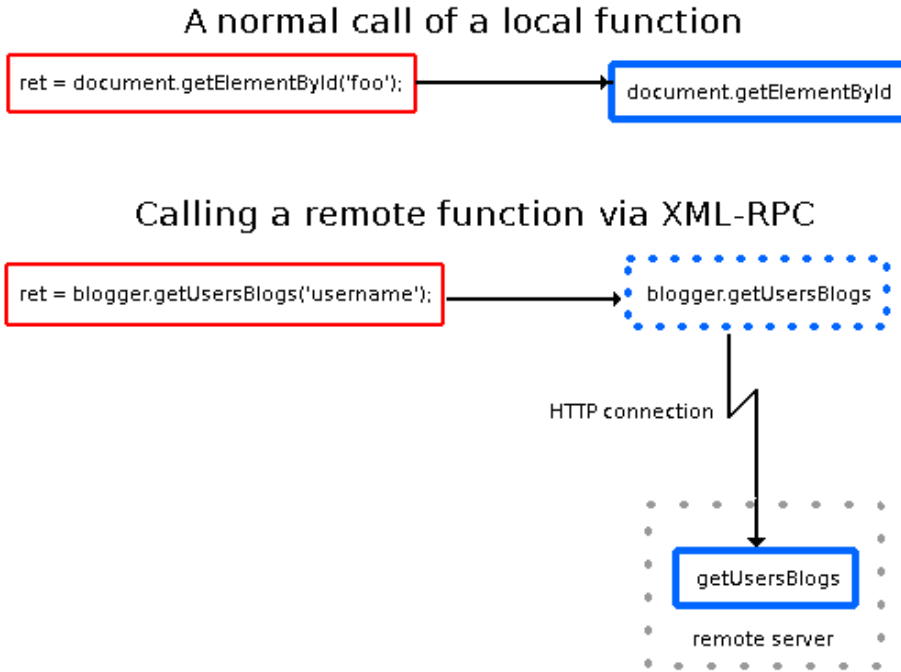 A normal call of a local function
ret = document.getElementById('foo');
document.getElementById
Calling a remote function via XML-RPC
ret = blogger.getUsersBlogs('username');
blogger.getUsersBlogs
HTTP connection
getUsersBlogs
remote server